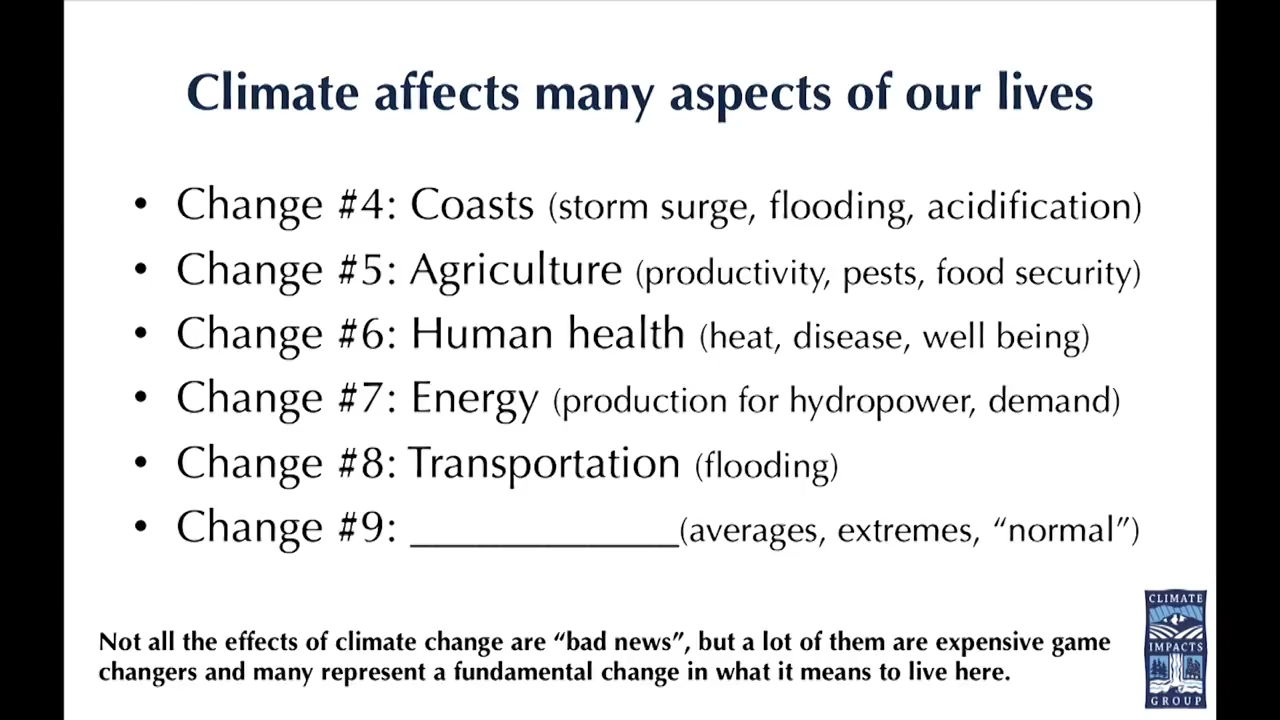 Climate affects many aspects of our lives
• Change #4: Coasts (storm surge, flooding, acidification)
• Change #5: Agriculture (productivity, pests, food security)
• Change #6: Human health (heat, disease, well being)
• Change #7: Energy (production for hydropower, demand)
• Change #8: Transportation (flooding)
• Change #9: ____________(averages, extremes, “normal”)
Not all the effects of climate change are “bad news”, but a lot of them are expensive game
changers and many represent a fundamental change in what it means to live here.
CLIMATE
IMPACTS
GROUP